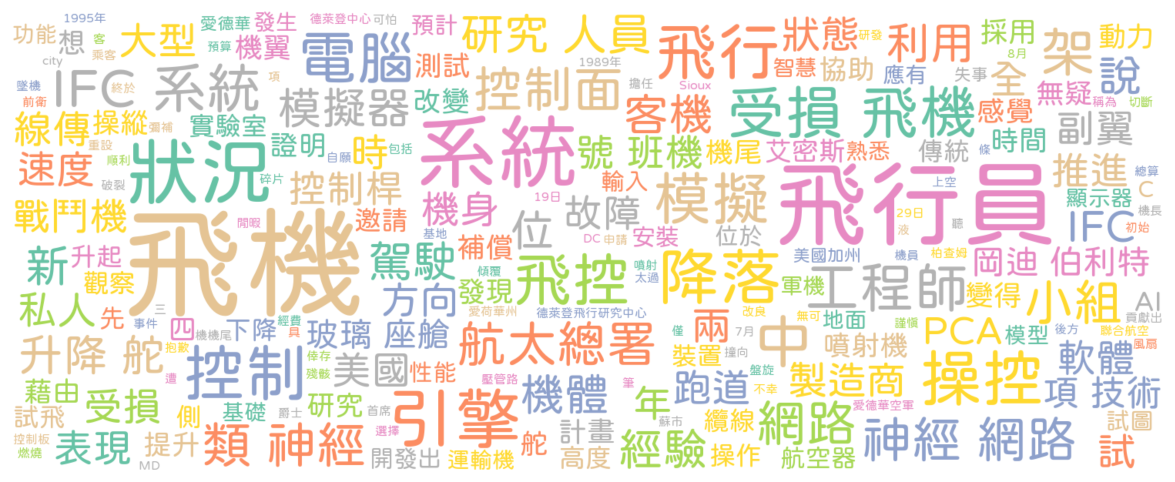 1995年 愛德華 發生 德萊登中心 可怕 預計 研究 人員 飛行 狀態 研發 利用 採用 架 動力
功能 想 客 大型 預算 機翼 電腦 測試 1989年 智慧 協助 應有 8月 全 說
city 乘客 IFC 系統 控制面 擔任 Sioux 客機 受損 飛機 失事 無疑 稱為 切斷
墜機 終於 項 模擬器 改變 感覺 副翼
前衛 線傳 操縱 彌補 實驗室 證明 時 包括 系統 號 班機 機尾 艾密斯 熟悉 傳統 條 時間
重設 順利 自願 推進 總算
速度 破裂 狀況 碎片 控制桿 輸入 模擬 飛行員 上空 顯示器 C 機長
戰鬥機 飛機 閒暇 邀請 機身 19日 故障 29日 液 聽 IFC 初始
位 DC 申請 安裝 位於
新 升起 駕駛 基地 補償 噴射 太過 降落 美國加州 機員 柏查姆 岡迪 伯利特
觀察 傾覆 發現 飛控 軍機 工程師 變得 小組 AI
私人 先 三 事件 四 機機尾 下降 經費 具 方向 愛荷華州 德萊登飛行研究中心 改良 無可 地面 謹慎 貢獻出
玻璃 座艙 航太總署 兩 僅 7月 中 PCA 模型 後方 聯合航空
升降 舵 抱歉 控制 倖存 美國 裝置 撞向 噴射機 軟體 風扇
遭 殘骸 性能 壓管路 機體 筆 跑道 盤旋 不幸 製造商 操控 項 技術
藉由 受損 側 基礎 研究 爵士 首席 引擎 年 蘇市 纜線 愛德華空軍
試飛 網路 試圖
控制板 燃燒 表現 提升 MD 類 神經 選擇 開發出 運輸機 舵 計畫 高度 經驗 操作 航空器 神經 網路 試